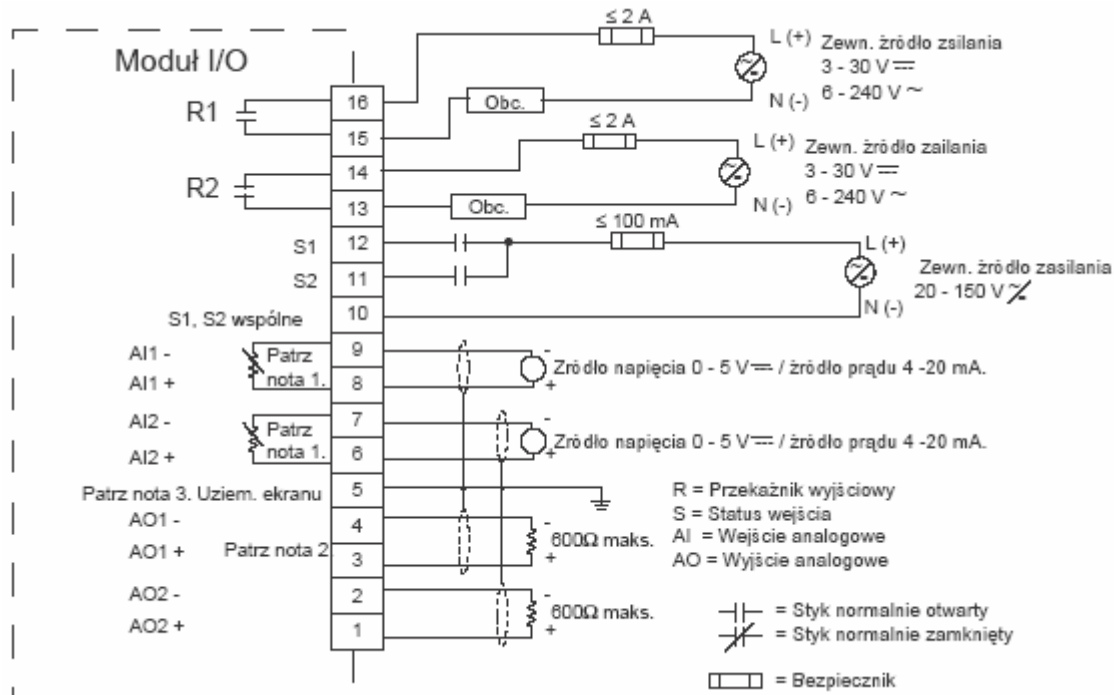 Moduł I/O
≤ 2 A
L (+) Zewn. źródło zsilania
3 - 30 V
6 - 240 V ~
N (-)
R1
16
15
Obc.
≤ 2 A
L (+) Zewn. źródło zailania
3 - 30 V
6 - 240 V ~
N (-)
R2
14
13
Obc.
≤ 100 mA
S1
12
L (+)
S2
11
Zewn. źródło zasilania
20 - 150 V
N (-)
S1, S2 wspólne
10
AI1 -
Patrz
nota 1.
9
-
AI1 +
8
+
Zródło napięcia 0 - 5 V / źródło prądu 4 -20 mA.
AI2 -
Patrz
nota 1.
7
-
AI2 +
6
+
Zródło napięcia 0 - 5 V / źródło prądu 4 -20 mA.
Patrz nota 3. Uziem. ekranu
5
AO1 -
4
-
AO1 +
Patrz nota 2
3
+
600Ω maks.
AO2 -
2
-
AO2 +
1
+
600Ω maks.
R = Przekaźnik wyjściowy
S = Status wejścia
AI = Wejście analogowe
AO = Wyjście analogowe
= Styk normalnie otwarty
= Styk normalnie zamknięty
= Bezpiecznik